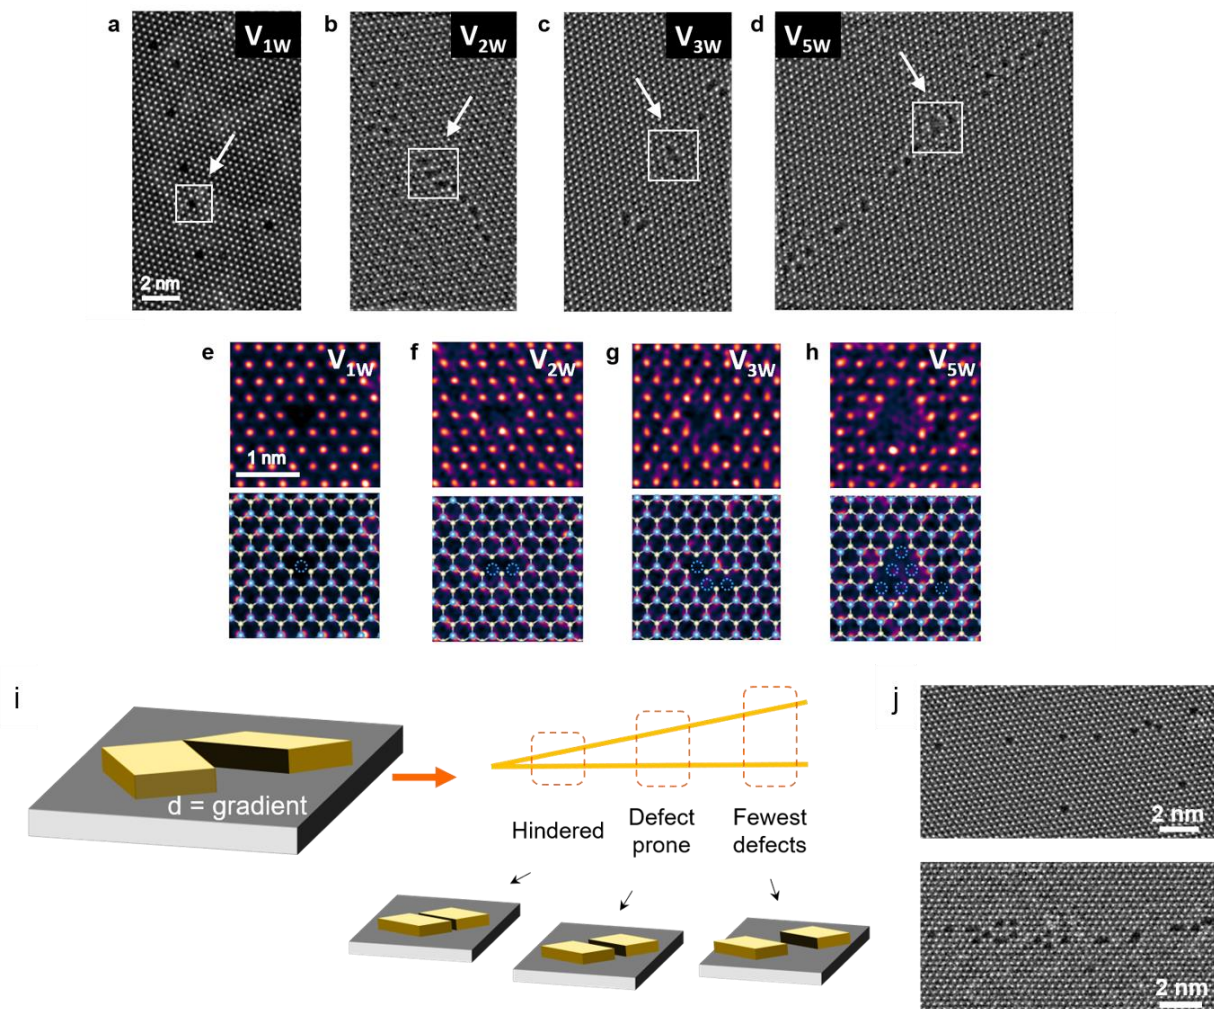 a
V1W
b
V2W
c
V3W
d
V5W
2 nm
e
V1W
f
V2W
g
V3W
h
V5W
1 nm
i
d = gradient
Hindered
Defect
prone
Fewest
defects
j
2 nm
2 nm